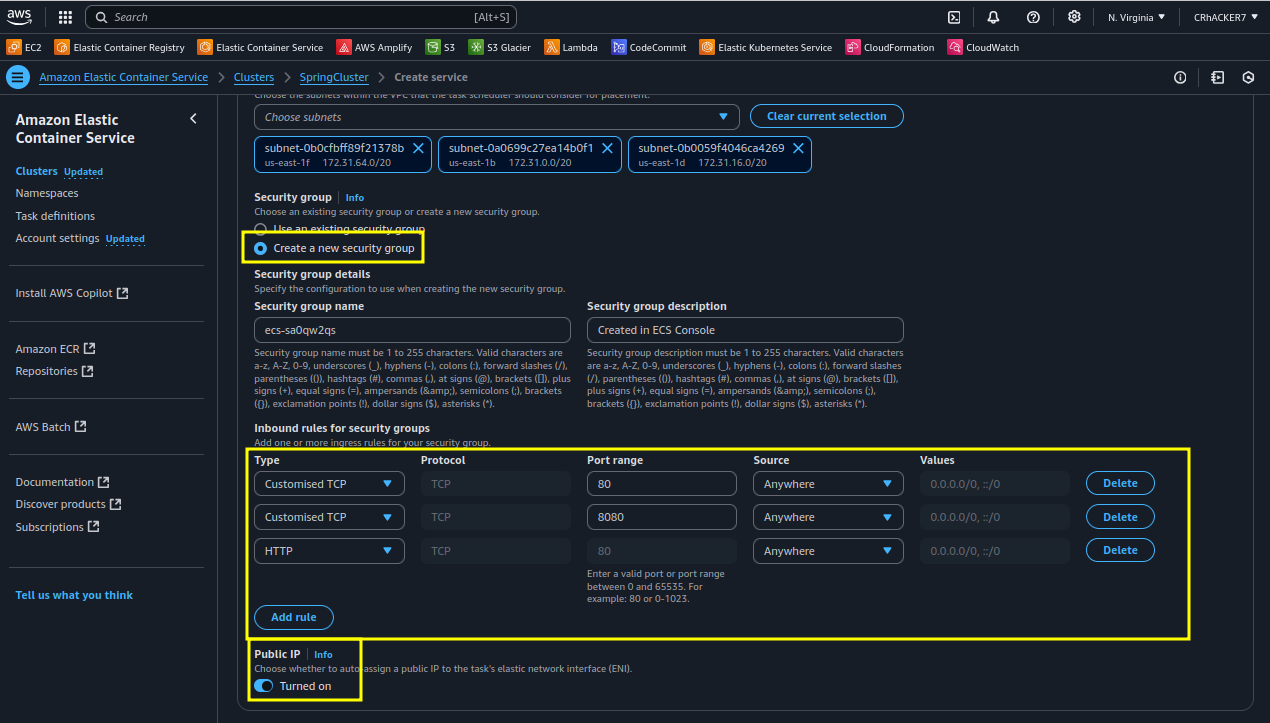 aws
Search [Alt+S] N. Virginia CRhACKER7
EC2 Elastic Container Registry Elastic Container Service AWS Amplify S3 S3 Glacier Lambda CodeCommit Elastic Kubernetes Service CloudFormation CloudWatch
Amazon Elastic Container Service Clusters SpringCluster Create service
Amazon Elastic
Container Service
Clusters Updated
Namespaces
Task definitions
Account settings Updated
Install AWS Copilot
Amazon ECR
Repositories
AWS Batch
Documentation
Discover products
Subscriptions
Tell us what you think
Choose the subnets within the VPC that the task scheduler should consider for placement.
Choose subnets Clear current selection
subnet-0b0cfbff89f21378b subnet-0a0699c27ea14b0f1 subnet-0b0059f4046ca4269
us-east-1f 172.31.64.0/20 us-east-1b 172.31.0.0/20 us-east-1d 172.31.16.0/20
Security group Info
Choose an existing security group or create a new security group.
Use an existing security group
Create a new security group
Security group details
Specify the configuration to use when creating the new security group.
Security group name
ecs-sa0qw2qs
Security group name must be 1 to 255 characters. Valid characters are
a-z, A-Z, 0-9, underscores (_), hyphens (-), colons (:), forward slashes (/),
parentheses (()), hashtags (#), commas (,), at signs (@), brackets ([]), plus
signs (+), equal signs (=), ampersands (&amp;), semicolons (;), brackets
({}), exclamation points (!), dollar signs ($), asterisks (*).
Security group description
Created in ECS Console
Security group description must be 1 to 255 characters. Valid characters
are a-z, A-Z, 0-9, underscores (_), hyphens (-), colons (:), forward slashes
(/), parentheses (()), hashtags (#), commas (,), at signs (@), brackets ([]),
plus signs (+), equal signs (=), ampersands (&amp;), semicolons (;),
brackets ({}), exclamation points (!), dollar signs ($), asterisks (*).
Inbound rules for security groups
Add one or more ingress rules for your security group.
Type Protocol Port range Source Values
Customised TCP TCP 80 Anywhere 0.0.0.0/0, ::/0 Delete
Customised TCP TCP 8080 Anywhere 0.0.0.0/0, ::/0 Delete
HTTP TCP 80 Anywhere 0.0.0.0/0, ::/0 Delete
Enter a valid port or port range
between 0 and 65535. For
example: 80 or 0-1023.
Add rule
Public IP Info
Choose whether to auto-assign a public IP to the task's elastic network interface (ENI).
Turned on